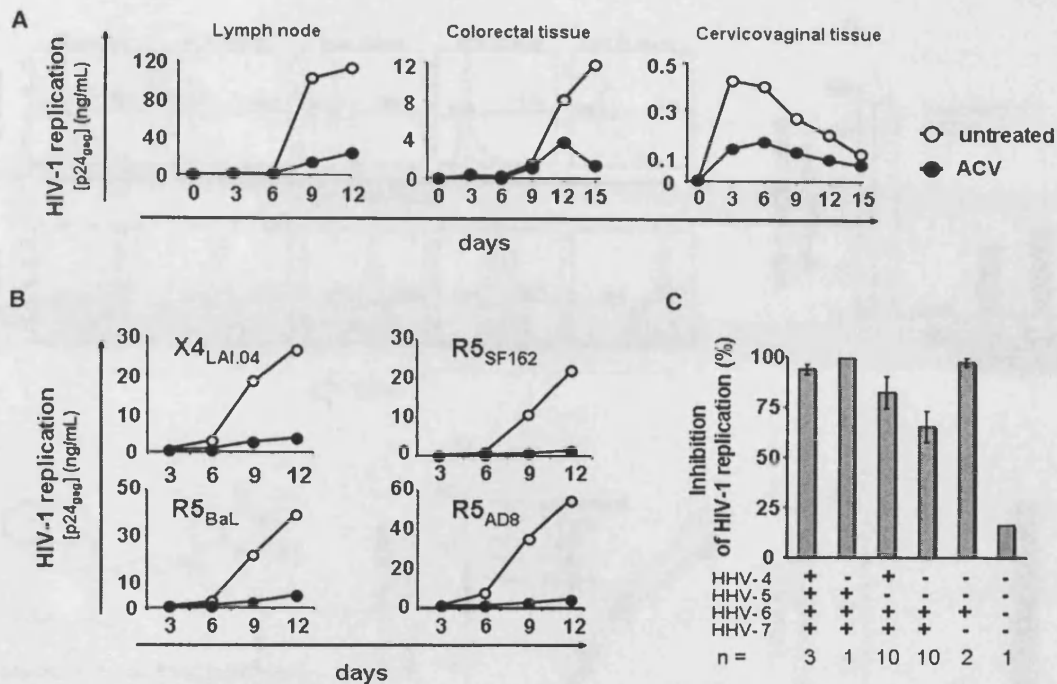 A
Lymph node
Colorectal tissue
Cervicovaginal tissue
HIV-1 replication
[p24gag] (ng/mL)
120
80
40
0
0 3 6 9 12
12
8
4
0
0 3 6 9 12 15
0.5
0.3
0.1
0
0 3 6 9 12 15
untreated
ACV
days
B
HIV-1 replication
[p24gag] (ng/mL)
X4LAI.04
30
20
10
0
3 6 9 12
R5SF162
30
20
10
0
3 6 9 12
R5BaL
50
30
10
0
3 6 9 12
R5AD8
60
40
20
0
3 6 9 12
days
C
Inhibition
of HIV-1 replication (%)
100
75
50
25
0
HHV-4 + - + - - -
HHV-5 + + - - - -
HHV-6 + + + + + -
HHV-7 + + + + - -
n = 3 1 10 10 2 1